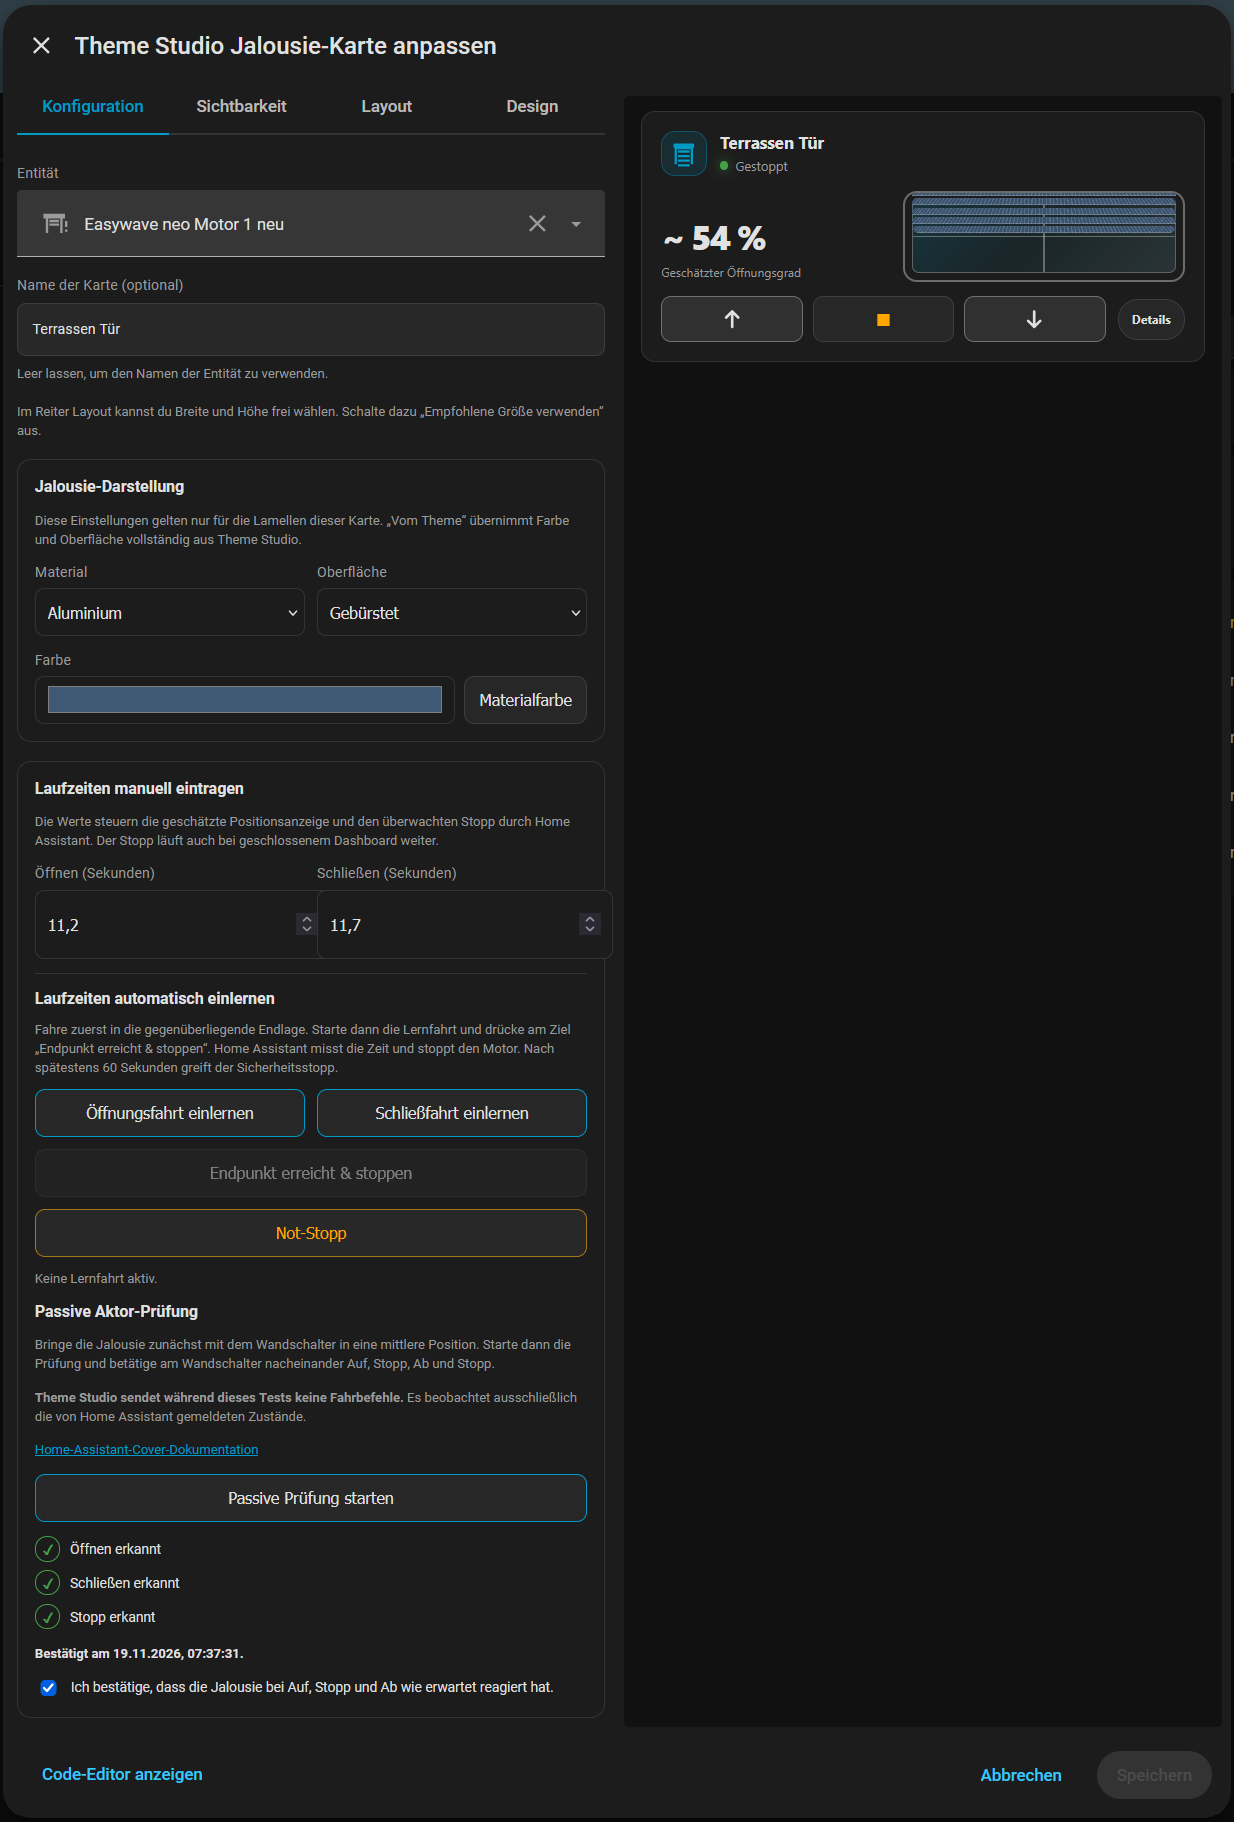 Theme Studio Jalousie-Karte anpassen
Konfiguration
Sichtbarkeit
Layout
Design
Entität
Easywave neo Motor 1 neu
Name der Karte (optional)
Terrassen Tür
Leer lassen, um den Namen der Entität zu verwenden.
Im Reiter Layout kannst du Breite und Höhe frei wählen. Schalte dazu „Empfohlene Größe verwenden“
aus.
Jalousie-Darstellung
Diese Einstellungen gelten nur für die Lamellen dieser Karte. „Vom Theme“ übernimmt Farbe
und Oberfläche vollständig aus Theme Studio.
Material
Oberfläche
Aluminium
Gebürstet
Farbe
Materialfarbe
Laufzeiten manuell eintragen
Die Werte steuern die geschätzte Positionsanzeige und den überwachten Stopp durch Home
Assistant. Der Stopp läuft auch bei geschlossenem Dashboard weiter.
Öffnen (Sekunden)
Schließen (Sekunden)
11,2
11,7
Laufzeiten automatisch einlernen
Fahre zuerst in die gegenüberliegende Endlage. Starte dann die Lernfahrt und drücke am Ziel
„Endpunkt erreicht & stoppen“. Home Assistant misst die Zeit und stoppt den Motor. Nach
spätestens 60 Sekunden greift der Sicherheitsstopp.
Öffnungsfahrt einlernen
Schließfahrt einlernen
Endpunkt erreicht & stoppen
Not-Stopp
Keine Lernfahrt aktiv.
Passive Aktor-Prüfung
Bringe die Jalousie zunächst mit dem Wandschalter in eine mittlere Position. Starte dann die
Prüfung und betätige am Wandschalter nacheinander Auf, Stopp, Ab und Stopp.
Theme Studio sendet während dieses Tests keine Fahrbefehle. Es beobachtet ausschließlich
die von Home Assistant gemeldeten Zustände.
Home-Assistant-Cover-Dokumentation
Passive Prüfung starten
Öffnen erkannt
Schließen erkannt
Stopp erkannt
Bestätigt am 19.11.2026, 07:37:31.
Ich bestätige, dass die Jalousie bei Auf, Stopp und Ab wie erwartet reagiert hat.
Terrassen Tür
Gestoppt
~ 54 %
Geschätzter Öffnungsgrad
Details
Code-Editor anzeigen
Abbrechen
Speichern